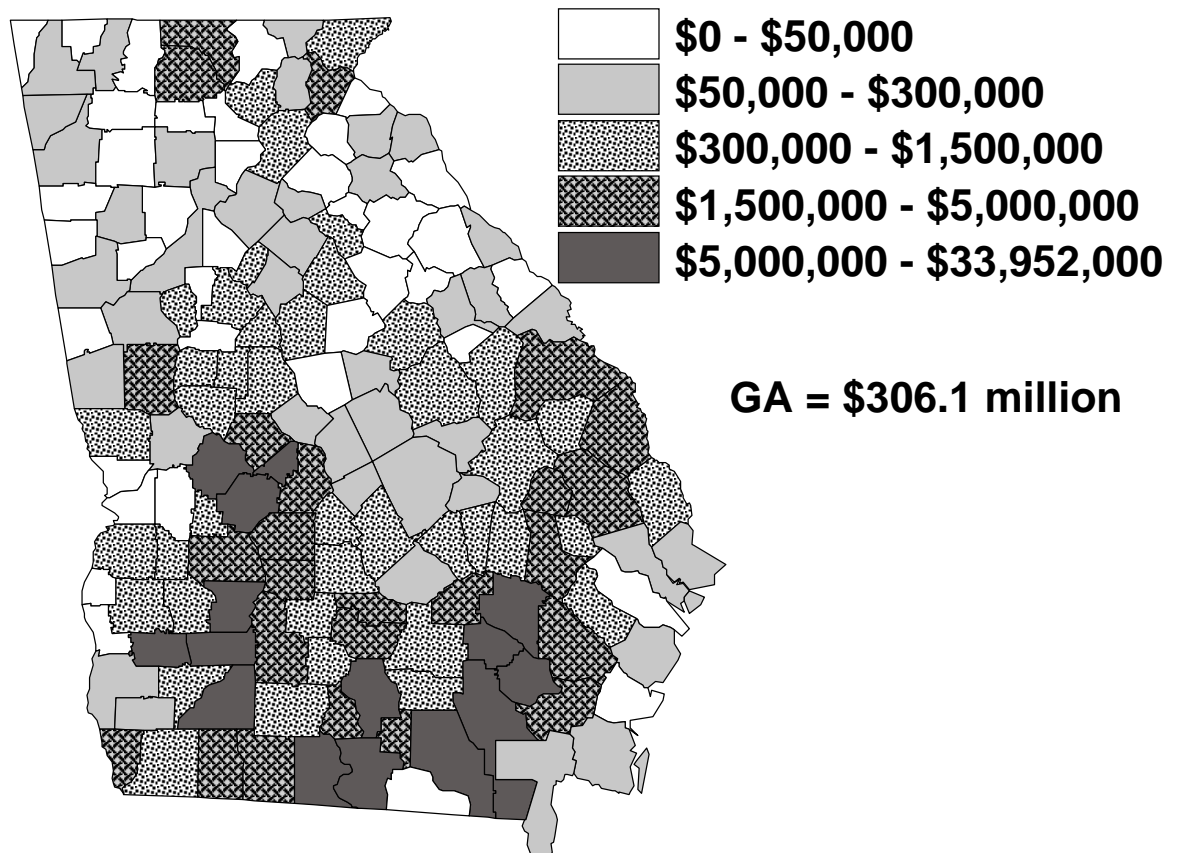 $0 - $50,000
$50,000 - $300,000
$300,000 - $1,500,000
$1,500,000 - $5,000,000
$5,000,000 - $33,952,000
GA = $306.1 million